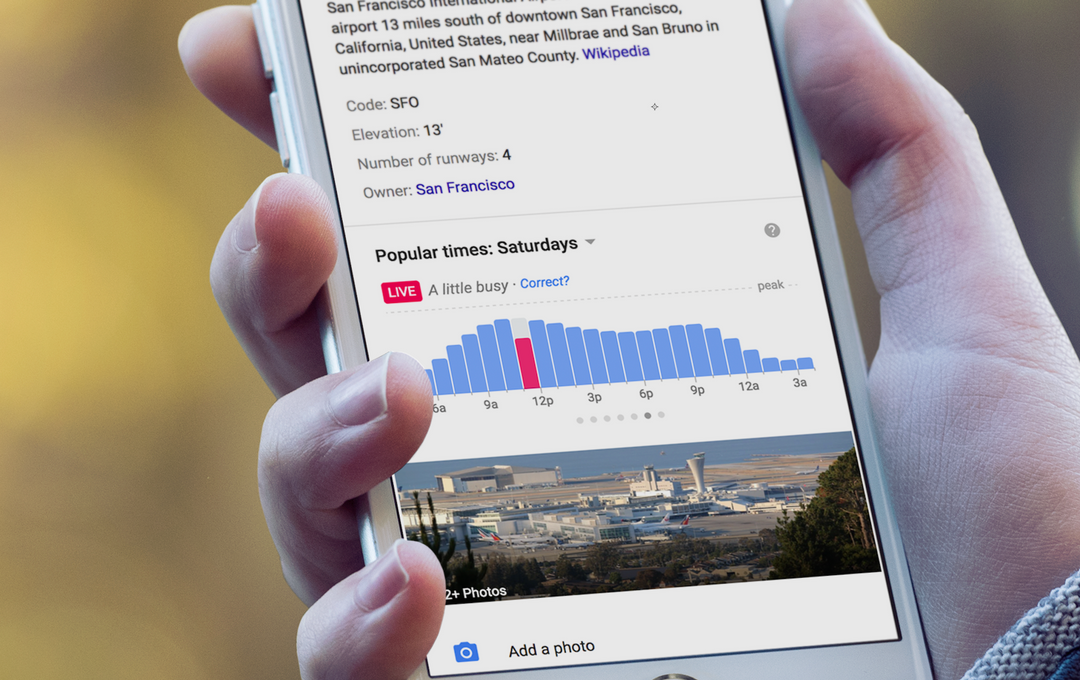 San Francisco International
airport 13 miles south of downtown San Francisco,
California, United States, near Millbrae and San Bruno in
unincorporated San Mateo County. Wikipedia
Code: SFO
Elevation: 13'
Number of runways: 4
Owner: San Francisco
Popular times: Saturdays
?
LIVE A little busy · Correct?
peak
6a 9a 12p 3p 6p 9p 12a 3a
2+ Photos
Add a photo